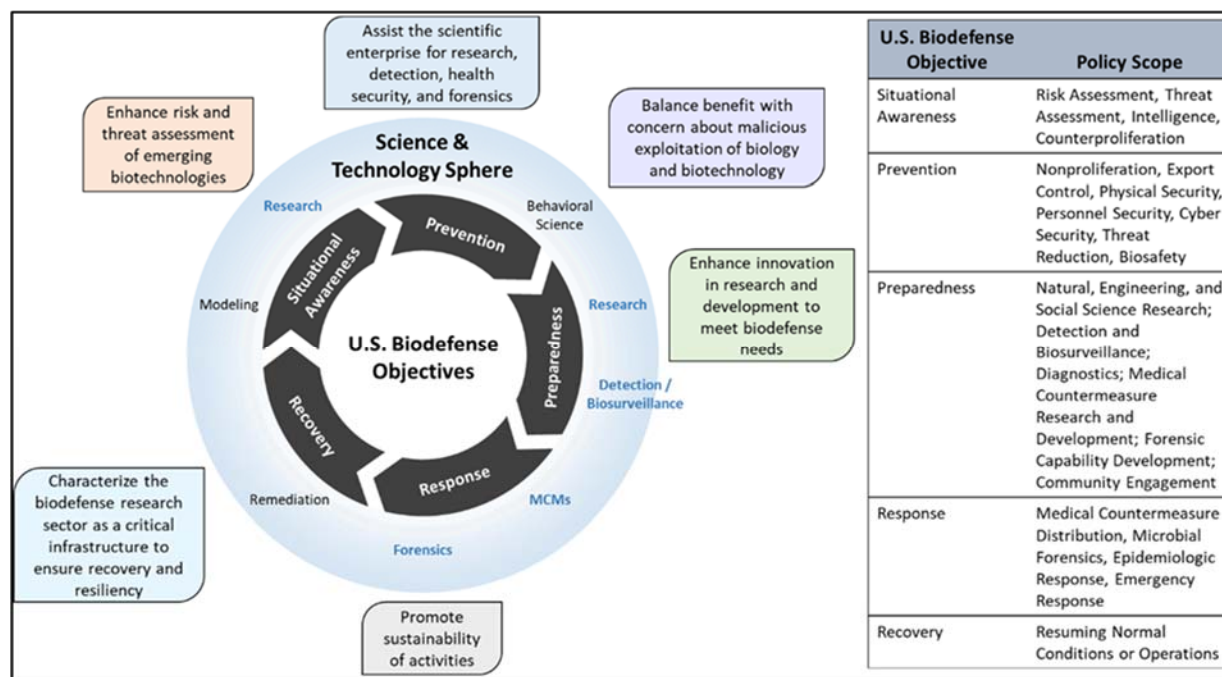 Assist the scientific
enterprise for research,
detection, health
security, and forensics
Enhance risk and
threat assessment
of emerging
biotechnologies
Balance benefit with
concern about malicious
exploitation of biology
and biotechnology
Science &
Technology Sphere
Research
Behavioral
Science
Prevention
Situational
Awareness
Modeling
Enhance innovation
in research and
development to
meet biodefense
needs
Research
U.S. Biodefense
Objectives
Preparedness
Detection /
Biosurveillance
Recovery
Response
Characterize the
biodefense research
sector as a critical
infrastructure to
ensure recovery and
resiliency
Remediation
MCMs
Forensics
Promote
sustainability
of activities
U.S. Biodefense
Objective
Policy Scope
Situational
Awareness
Risk Assessment, Threat
Assessment, Intelligence,
Counterproliferation
Prevention
Nonproliferation, Export
Control, Physical Security,
Personnel Security, Cyber
Security, Threat
Reduction, Biosafety
Preparedness
Natural, Engineering, and
Social Science Research;
Detection and
Biosurveillance;
Diagnostics; Medical
Countermeasure
Research and
Development; Forensic
Capability Development;
Community Engagement
Response
Medical Countermeasure
Distribution, Microbial
Forensics, Epidemiologic
Response, Emergency
Response
Recovery
Resuming Normal
Conditions or Operations